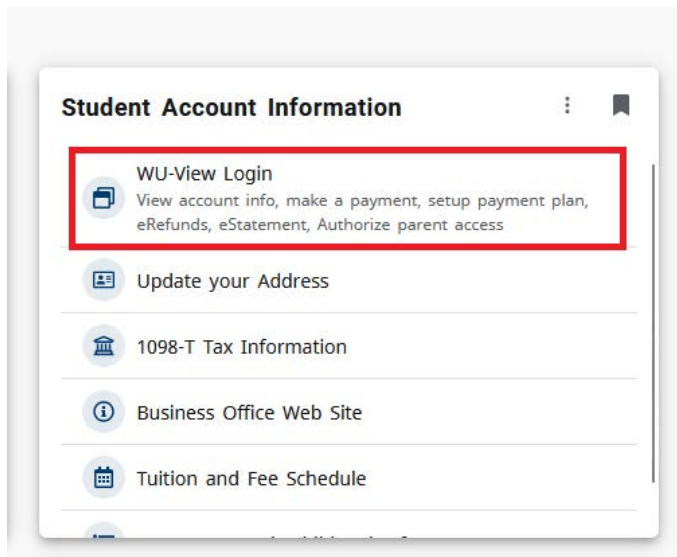 Student Account Information
WU-View Login
View account info, make a payment, setup payment plan,
eRefunds, eStatement, Authorize parent access
Update your Address
1098-T Tax Information
Business Office Web Site
Tuition and Fee Schedule